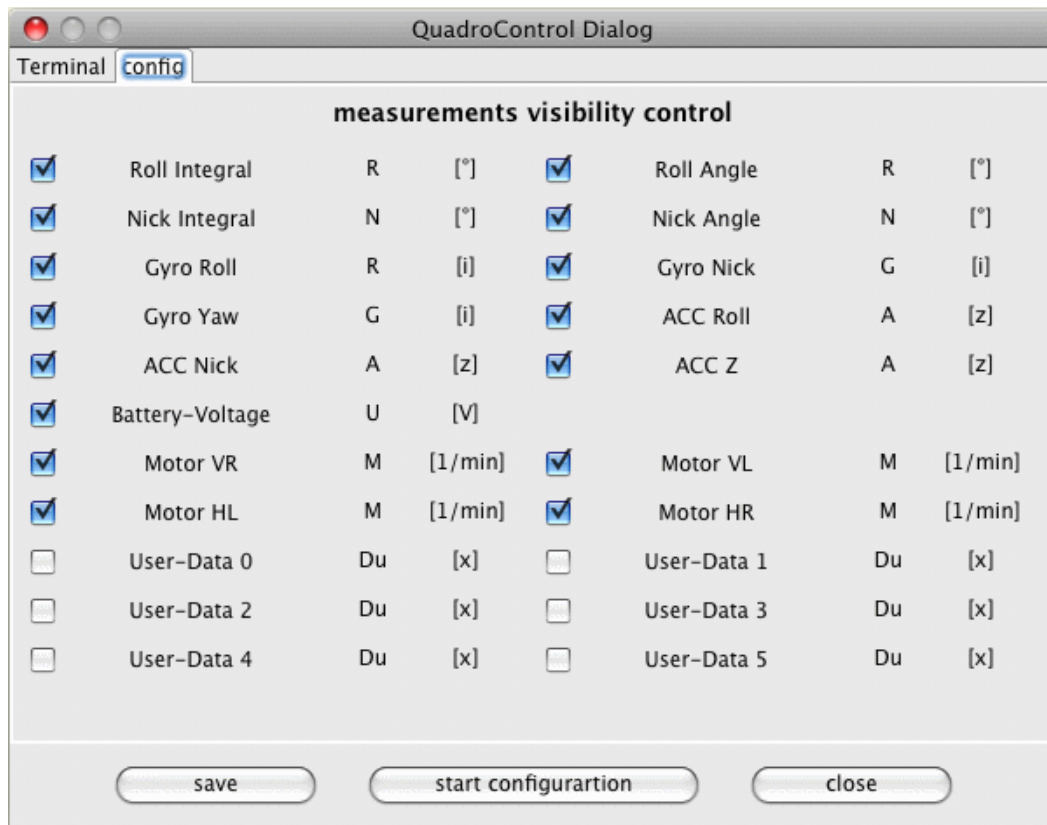 QuadroControl Dialog
Terminal config
measurements visibility control
Roll Integral R [°] Roll Angle R [°]
Nick Integral N [°] Nick Angle N [°]
Gyro Roll R [i] Gyro Nick G [i]
Gyro Yaw G [i] ACC Roll A [z]
ACC Nick A [z] ACC Z A [z]
Battery-Voltage U [V]
Motor VR M [1/min] Motor VL M [1/min]
Motor HL M [1/min] Motor HR M [1/min]
User-Data 0 Du [x] User-Data 1 Du [x]
User-Data 2 Du [x] User-Data 3 Du [x]
User-Data 4 Du [x] User-Data 5 Du [x]
save start configurartion close